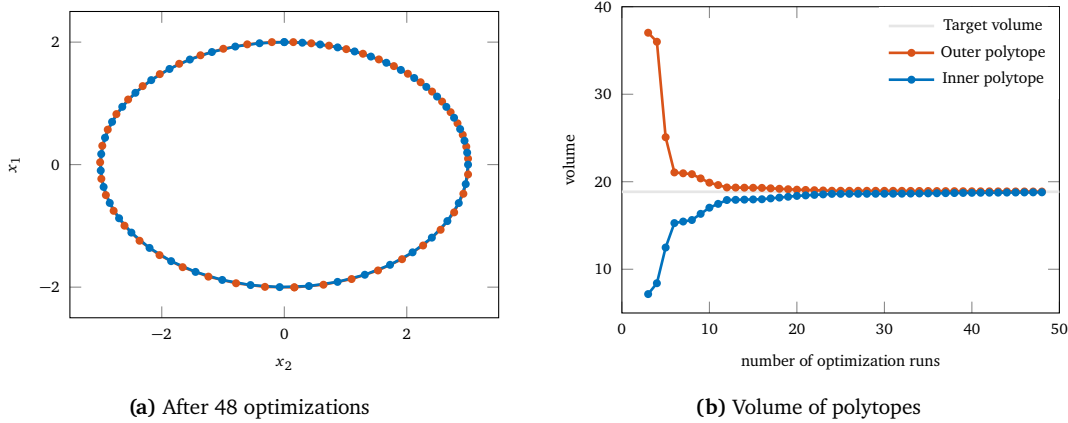 2
0
−2
x1
−2
0
2
x2
(a) After 48 optimizations
40
30
20
10
volume
0
10
20
30
40
50
number of optimization runs
Target volume
Outer polytope
Inner polytope
(b) Volume of polytopes